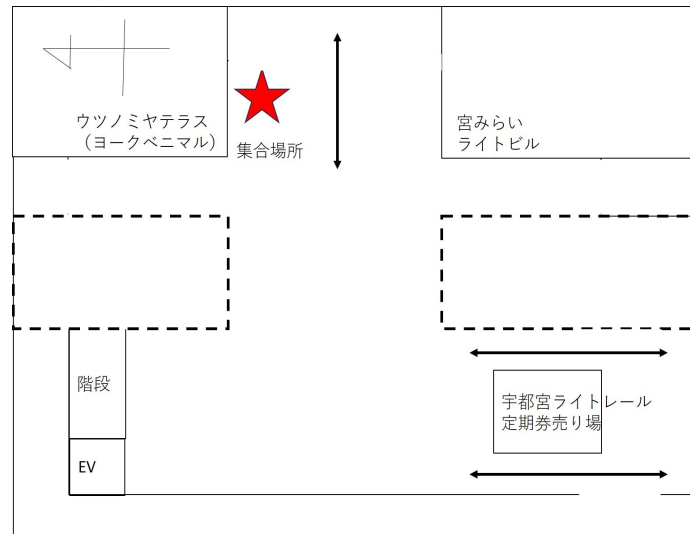 ウツノミヤテラス
（ヨークベニマル）
集合場所
宮みらい
ライトビル
階段
宇都宮ライトレール
定期券売り場
EV